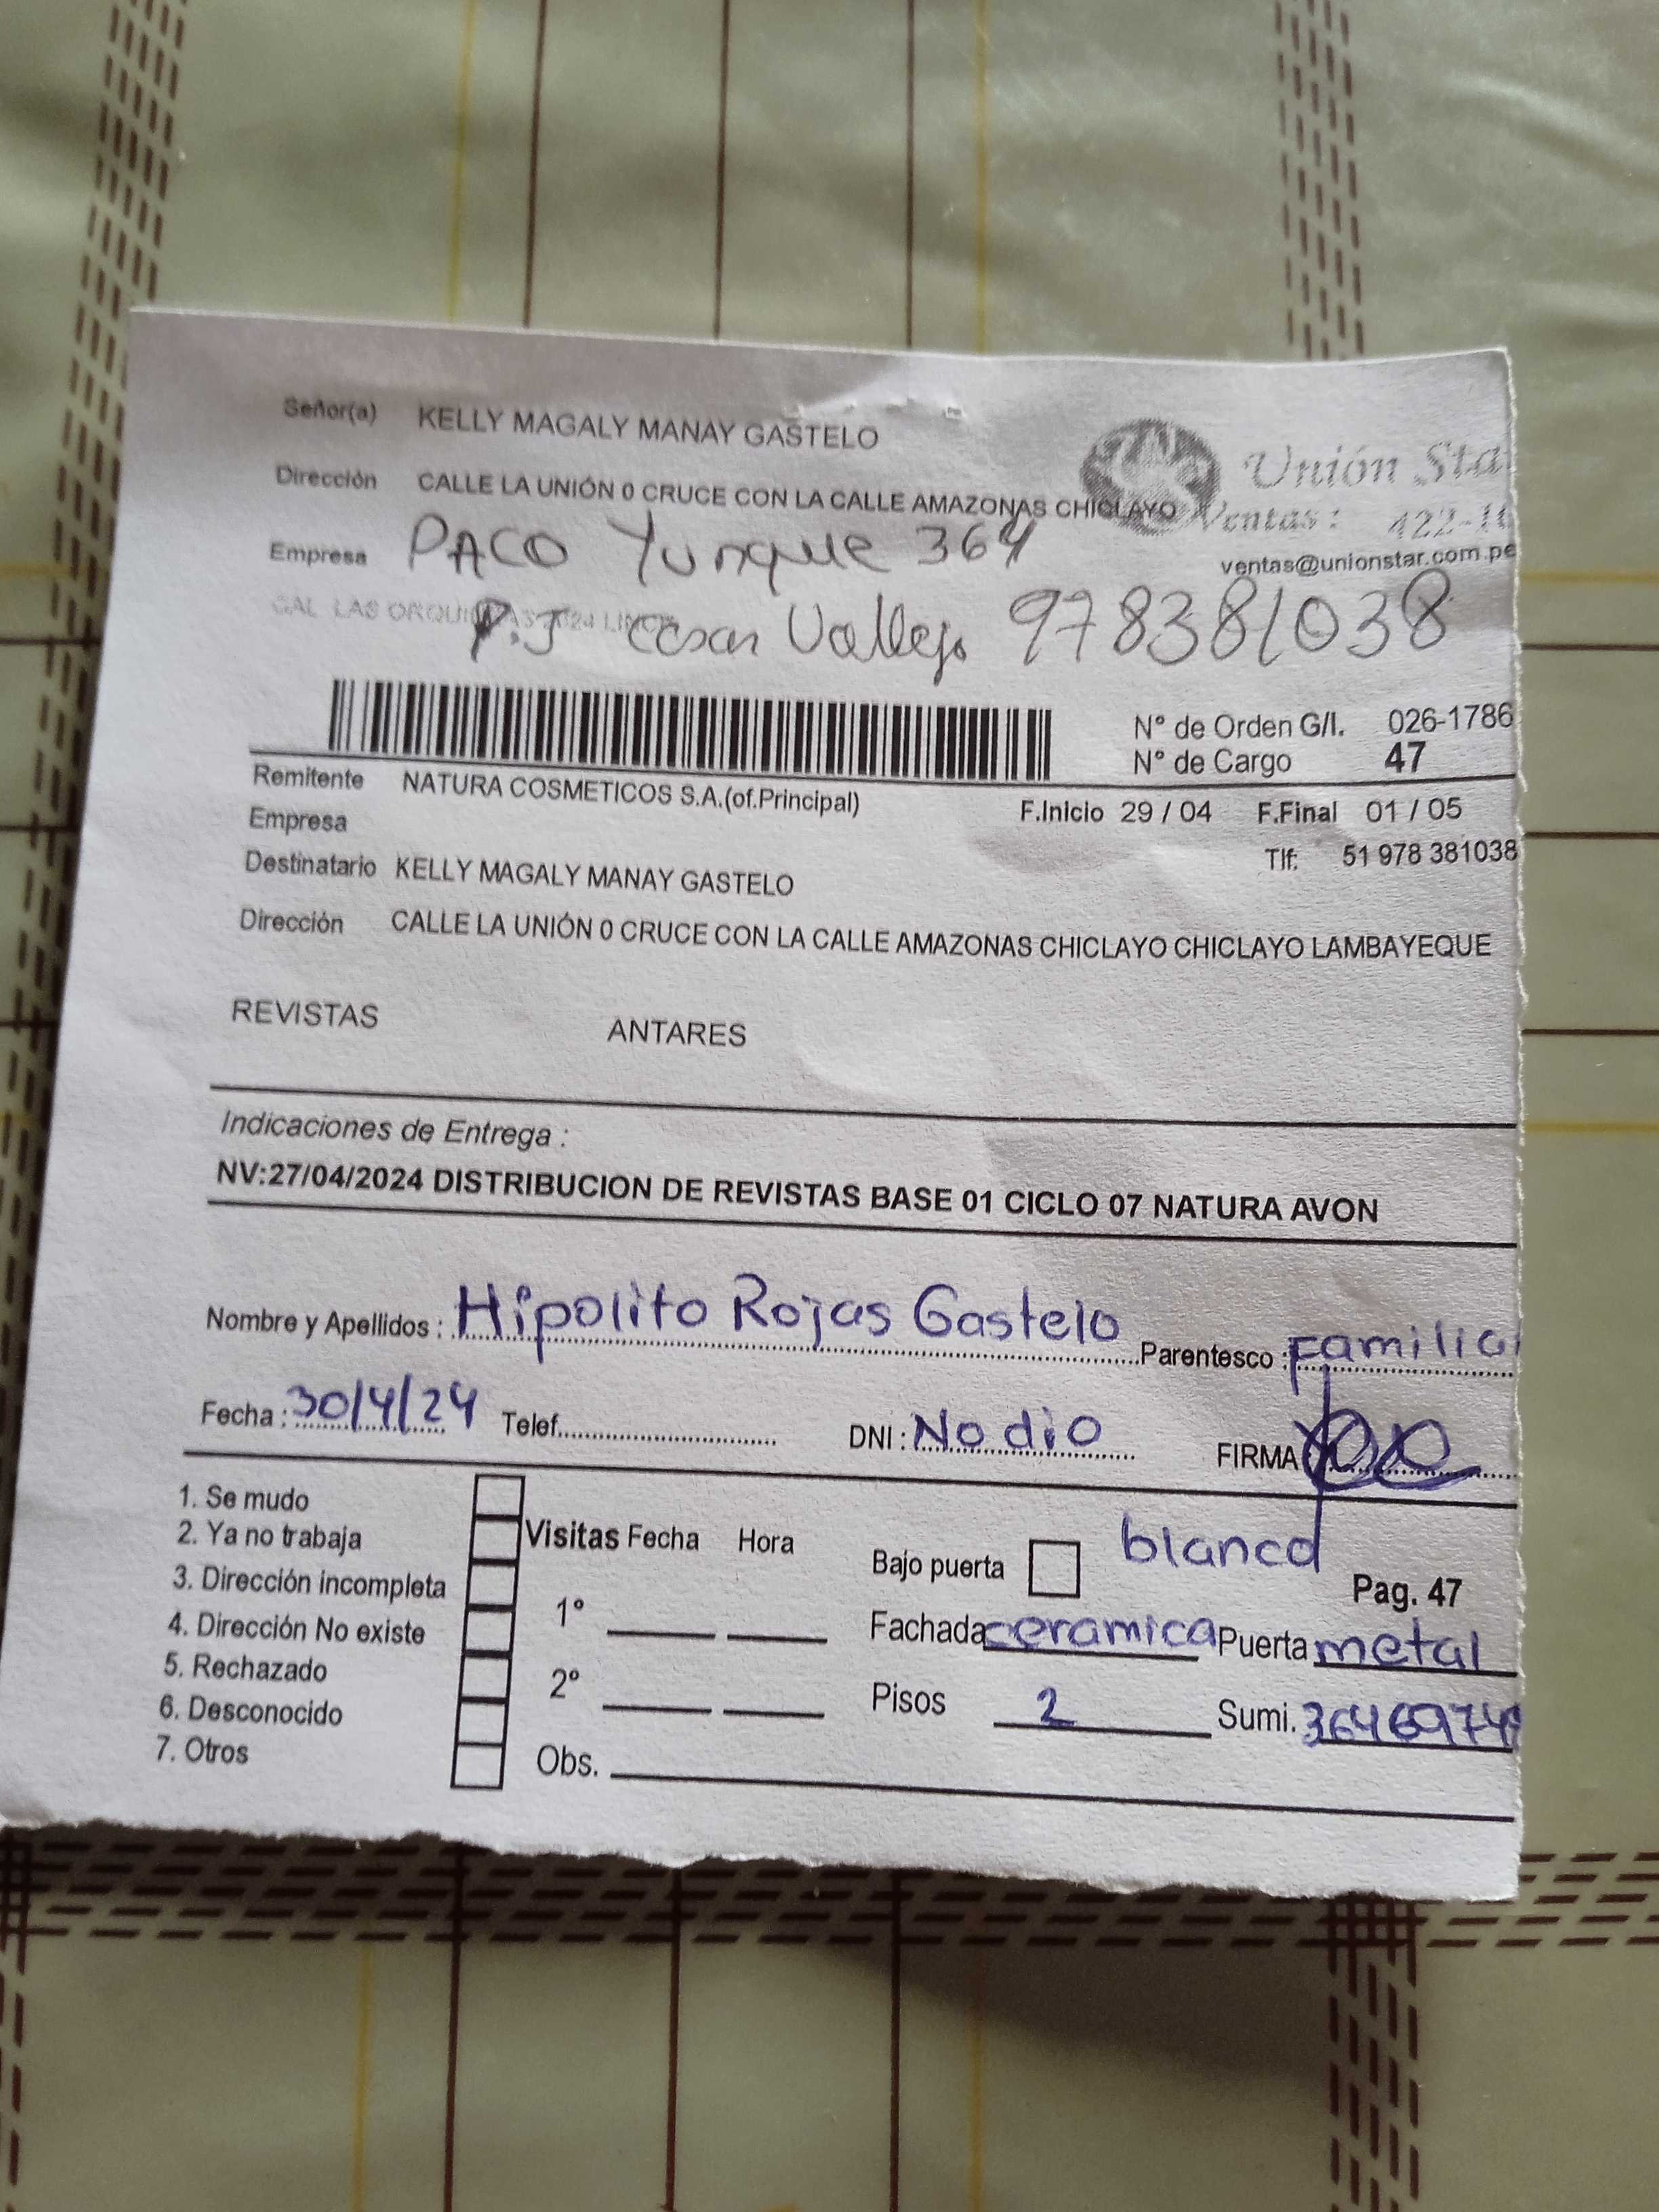 Señor(a) KELLY MAGALY MANAY GASTELO
Unión Sta
Dirección CALLE LA UNIÓN 0 CRUCE CON LA CALLE AMAZONAS CHICLAYO
Ventas: 422-16
Empresa PACO Yunque 364
ventas@unionstar.com.pe
CAL LAS ORQUI 2024 LINCE
P.J Cesar Vallejo 978381038
N° de Orden G/I. 026-1786
N° de Cargo 47
Remitente NATURA COSMETICOS S.A.(of.Principal)
F.Inicio 29 / 04 F.Final 01 / 05
Empresa
Tlf: 51 978 381038
Destinatario KELLY MAGALY MANAY GASTELO
Dirección CALLE LA UNIÓN 0 CRUCE CON LA CALLE AMAZONAS CHICLAYO CHICLAYO LAMBAYEQUE
REVISTAS ANTARES
Indicaciones de Entrega :
NV:27/04/2024 DISTRIBUCION DE REVISTAS BASE 01 CICLO 07 NATURA AVON
Nombre y Apellidos : Hipolito Rojas Gastelo Parentesco : Familia
Fecha : 30/4/24 Telef. DNI : No dio FIRMA
1. Se mudo
2. Ya no trabaja Visitas Fecha Hora Bajo puerta blanco
3. Dirección incompleta Pag. 47
4. Dirección No existe 1° Fachada ceramica Puerta metal
5. Rechazado
6. Desconocido 2° Pisos 2 Sumi. 36469749
7. Otros Obs.